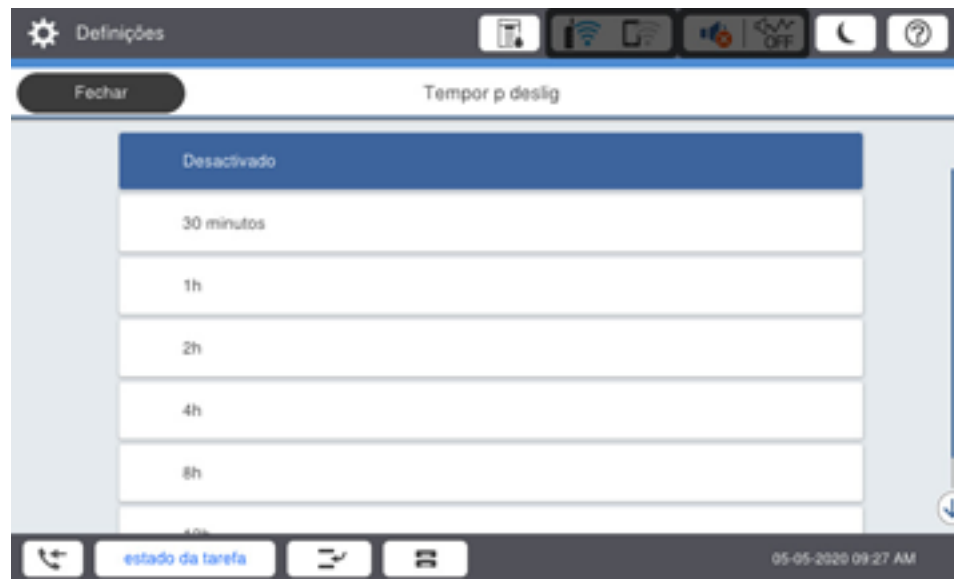 Definições
OFF
Fechar
Tempor p deslig
Desactivado
30 minutos
1h
2h
4h
8h
estado da tarefa
05-05-2020 09:27 AM